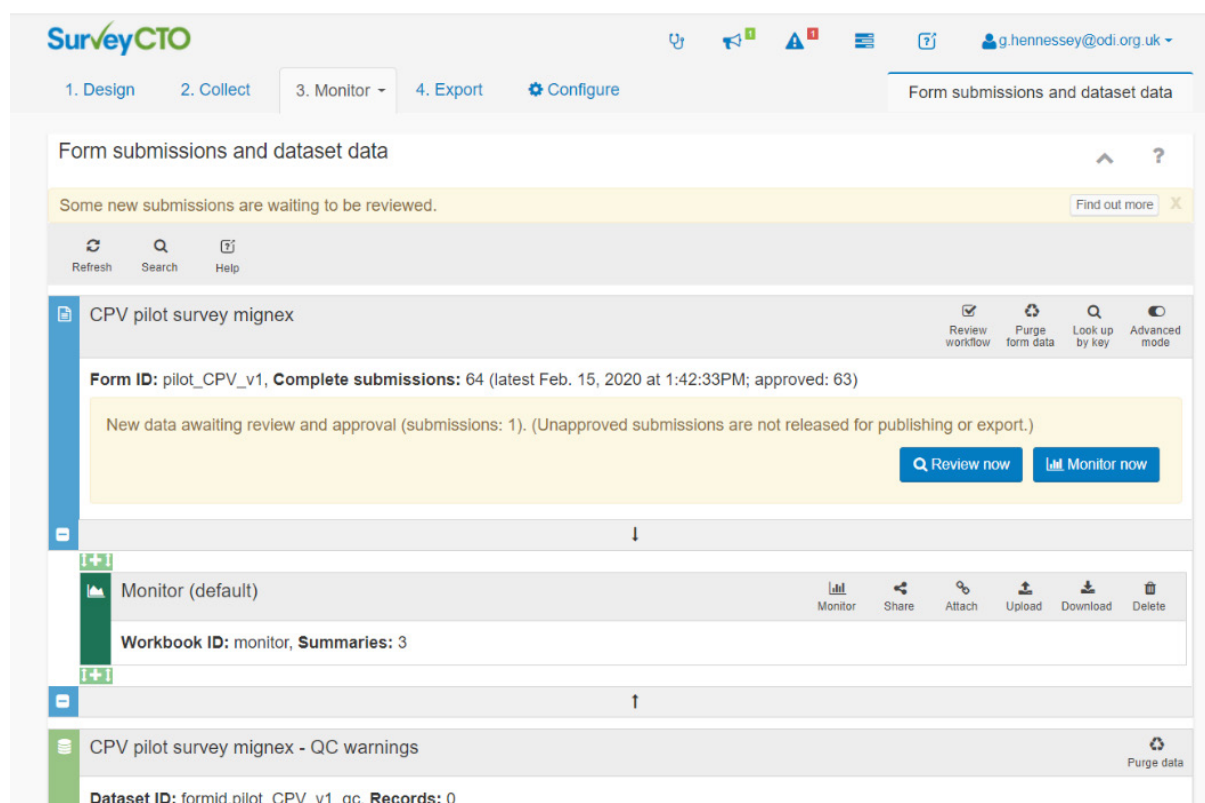 SurveyCTO
1
1
g.hennessey@odi.org.uk
1. Design
2. Collect
3. Monitor
4. Export
Configure
Form submissions and dataset data
Form submissions and dataset data
?
Some new submissions are waiting to be reviewed.
Find out more
X
Refresh
Search
Help
CPV pilot survey mignex
Review workflow
Purge form data
Look up by key
Advanced mode
Form ID: pilot_CPV_v1, Complete submissions: 64 (latest Feb. 15, 2020 at 1:42:33PM; approved: 63)
New data awaiting review and approval (submissions: 1). (Unapproved submissions are not released for publishing or export.)
Review now
Monitor now
Monitor (default)
Monitor
Share
Attach
Upload
Download
Delete
Workbook ID: monitor, Summaries: 3
CPV pilot survey mignex - QC warnings
Purge data
Dataset ID: formid pilot_CPV_v1_qc, Records: 0